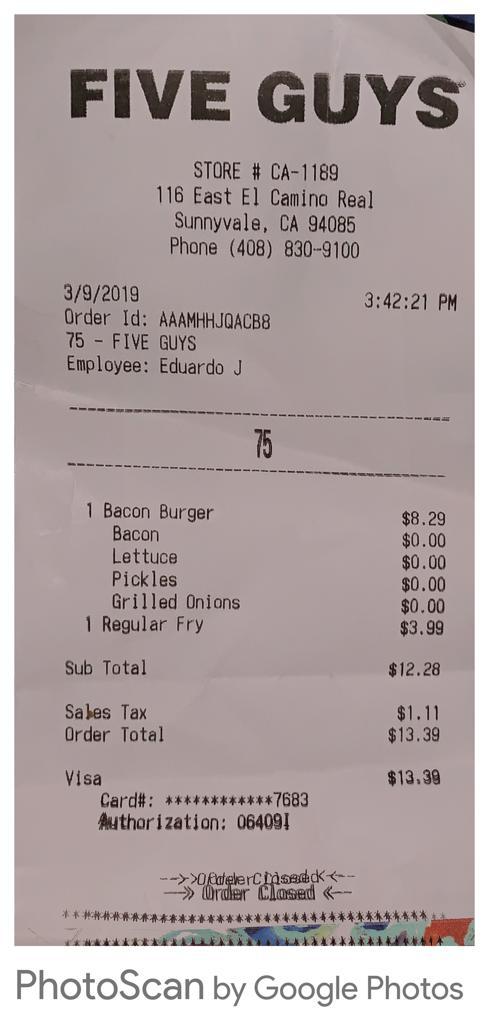 FIVE GUYS
STORE # CA-1189
116 East El Camino Real
Sunnyvale, CA 94085
Phone (408) 830-9100
3/9/2019 3:42:21 PM
Order Id: AAAMHHJQACB8
75 - FIVE GUYS
Employee: Eduardo J
75
1 Bacon Burger $8.29
Bacon $0.00
Lettuce $0.00
Pickles $0.00
Grilled Onions $0.00
1 Regular Fry $3.99
Sub Total $12.28
Sales Tax $1.11
Order Total $13.39
Visa $13.39
Card#: ************7683
Authorization: 06409I
-->> Order Closed <<--
PhotoScan by Google Photos